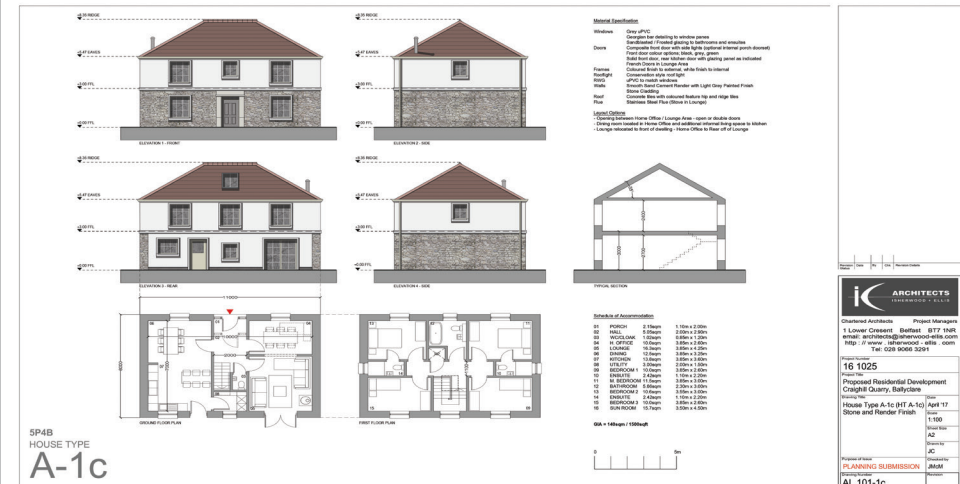 +8.35 RIDGE
+5.47 EAVES
+3.00 FFL
+0.00 FFL
ELEVATION 1 - FRONT
+8.35 RIDGE
+5.47 EAVES
+3.00 FFL
+0.00 FFL
ELEVATION 2 - SIDE
Material Specification
Windows Grey uPVC
Georgian bar detailing to window panes
Sandblasted / Frosted glazing to bathrooms and ensuites
Doors Composite front door with side lights (optional internal porch doorset)
Front door colour options; black, grey, green
Solid front door, rear kitchen door with glazing panel as indicated
French Doors in Lounge Area
Frames Coloured finish to external, white finish to internal
Rooflight Conservation style roof light
RWG uPVC to match windows
Walls Smooth Sand Cement Render with Light Grey Painted Finish
Stone Cladding
Roof Concrete tiles with coloured feature hip and ridge tiles
Flue Stainless Steel Flue (Stove in Lounge)
Layout Options
- Opening between Home Office / Lounge Area - open or double doors
- Dining room located in Home Office and additional informal living space to kitchen
- Lounge relocated to front of dwelling - Home Office to Rear off of Lounge
+8.35 RIDGE
+5.47 EAVES
+3.00 FFL
+0.00 FFL
ELEVATION 3 - REAR
+8.35 RIDGE
+5.47 EAVES
+3.00 FFL
+0.00 FFL
ELEVATION 4 - SIDE
TYPICAL SECTION
GROUND FLOOR PLAN
FIRST FLOOR PLAN
Schedule of Accommodation
01 PORCH 2.15sqm 1.10m x 2.00m
02 HALL
03 WC/CLOAK 1.02sqm 0.85m x 1.20m
04 H. OFFICE 10.0sqm 3.85m x 2.60m
05 LOUNGE 3.85m x 4.25m
06 DINING 12.5sqm 3.85m x 3.25m
07 KITCHEN 3.85m x 3.60m
08 UTILITY 3.00sqm 2.00m x 1.50m
09 BEDROOM 1 10.0sqm 3.85m x 2.60m
10 ENSUITE 2.42sqm 1.10m x 2.20m
11 M. BEDROOM 11.5sqm 3.85m x 3.00m
12 BATHROOM 2.30m x 3.00m
13 BEDROOM 2 3.55m x 3.00m
14 ENSUITE 2.42sqm 1.10m x 2.20m
15 BEDROOM 3 10.0sqm 3.85m x 2.60m
16 SUN ROOM 15.7sqm 3.50m x 4.50m
GIA = 140sqm / 1500sqft
0 5m
5P4B
HOUSE TYPE
A-1c
ARCHITECTS
ISHERWOOD + ELLIS
Chartered Architects Project Managers
1 Lower Cresent Belfast BT7 1NR
email: architects@isherwood-ellis.com
http : // www . isherwood - ellis . com
Tel: 028 9066 3291
Project Number
16 1025
Project Title
Proposed Residential Development
Craighill Quarry, Ballyclare
Drawing Title
House Type A-1c (HT A-1c)
Stone and Render Finish
Date
April '17
Scale
1:100
Sheet Size
A2
Drawn by
JC
Purpose of Issue
PLANNING SUBMISSION
Checked by
JMcM
Drawing Number
AL 101-1c
Revision